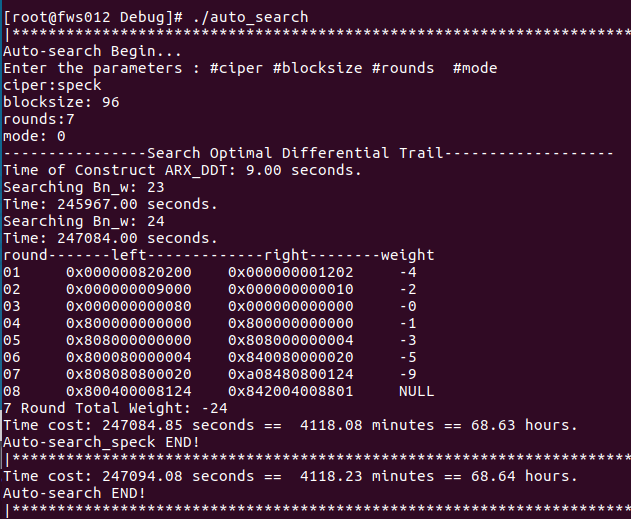 [root@fws012 Debug]# ./auto_search
|**********************************************************************
Auto-search Begin...
Enter the parameters : #ciper #blocksize #rounds  #mode
ciper:speck
blocksize: 96
rounds:7
mode: 0
----------------Search Optimal Differential Trail-------------------
Time of Construct ARX_DDT: 9.00 seconds.
Searching Bn_w: 23
Time: 245967.00 seconds.
Searching Bn_w: 24
Time: 247084.00 seconds.
round-------left-------------right--------weight
01     0x000000820200    0x000000001202     -4
02     0x000000009000    0x000000000010     -2
03     0x000000000080    0x000000000000     -0
04     0x800000000000    0x800000000000     -1
05     0x808000000000    0x808000000004     -3
06     0x800080000004    0x840080000020     -5
07     0x808080800020    0xa08480800124     -9
08     0x800400008124    0x842004008801     NULL
7 Round Total Weight: -24
Time cost: 247084.85 seconds ==  4118.08 minutes == 68.63 hours.
Auto-search_speck END!
|**********************************************************************
Time cost: 247094.08 seconds ==  4118.23 minutes == 68.64 hours.
Auto-search END!
|**********************************************************************